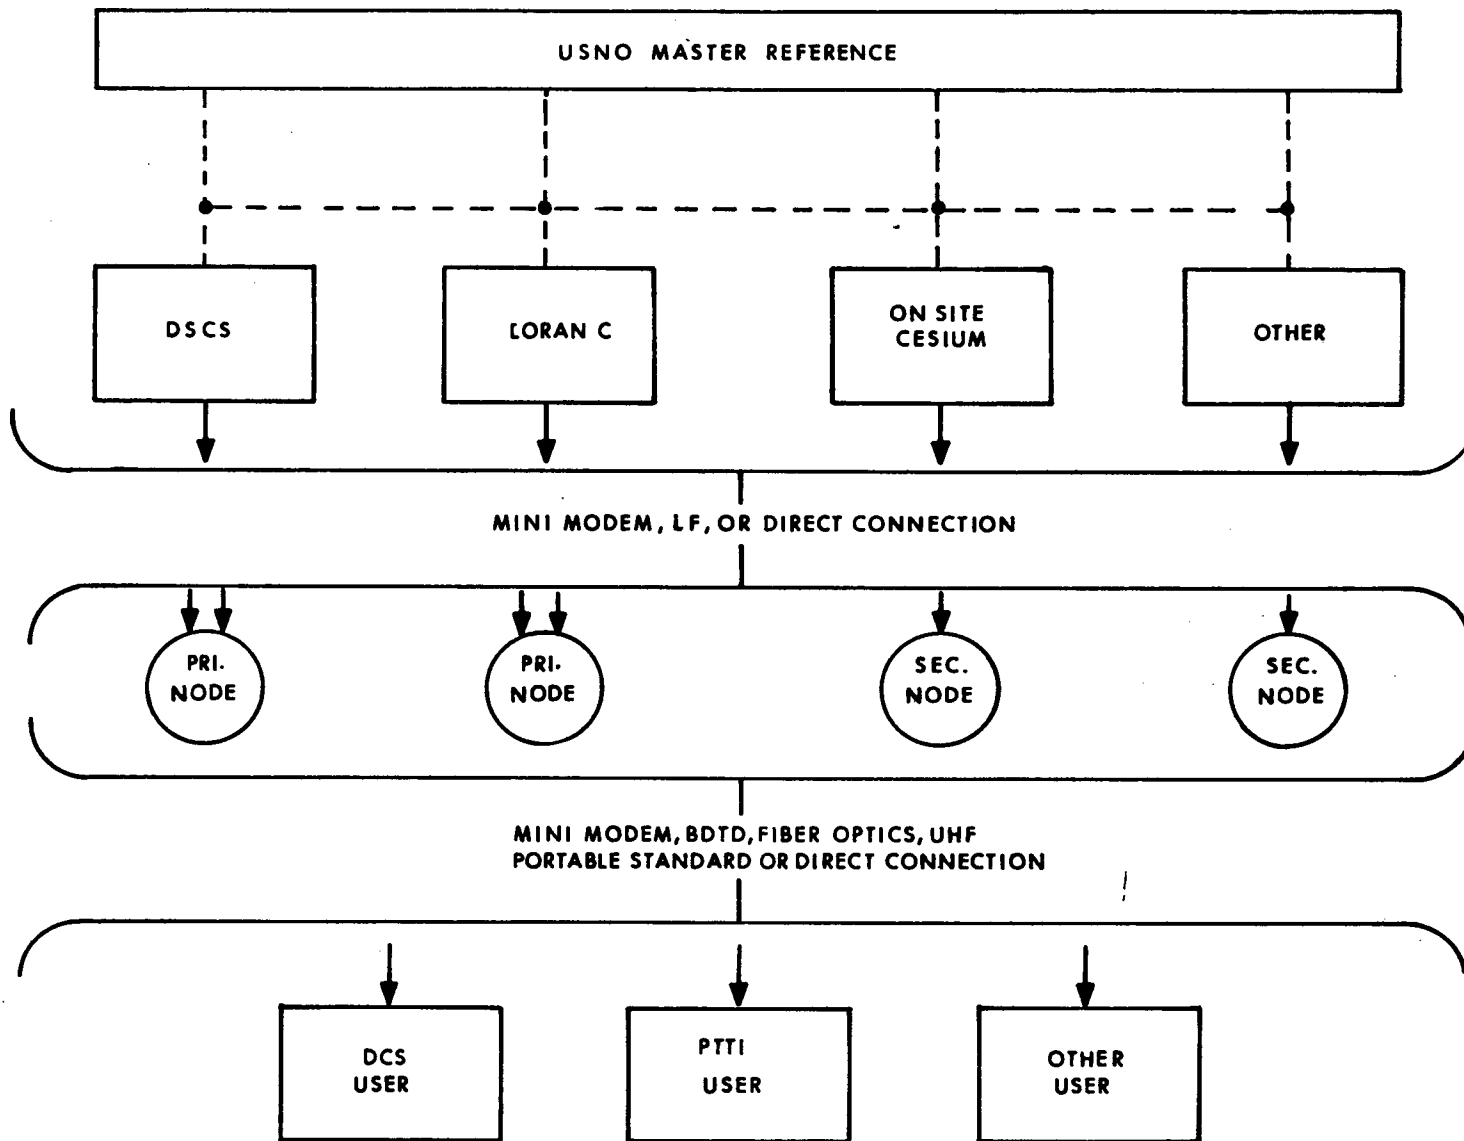 USNO MASTER REFERENCE
DSCS
LORAN C
ON SITE
CESIUM
OTHER
MINI MODEM, LF, OR DIRECT CONNECTION
PRI.
NODE
PRI.
NODE
SEC.
NODE
SEC.
NODE
MINI MODEM, BDTD, FIBER OPTICS, UHF
PORTABLE STANDARD OR DIRECT CONNECTION
DCS
USER
PTTI
USER
OTHER
USER